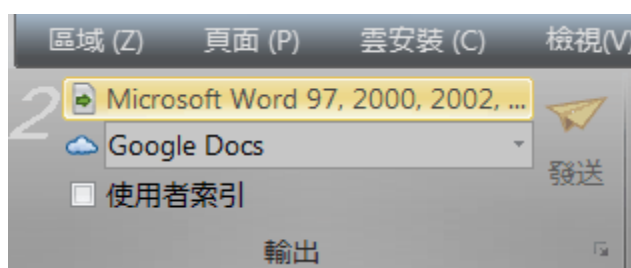 區域 (Z) 頁面 (P) 雲安裝 (C) 檢視(V)
2
Microsoft Word 97, 2000, 2002, ...
Google Docs
發送
使用者索引
輸出